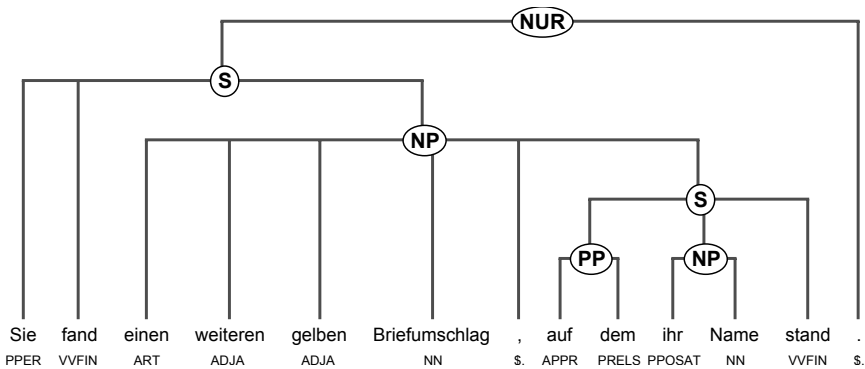 NUR
S
NP
S
PP NP
Sie fand einen weiteren gelben Briefumschlag , auf dem ihr Name stand .
PPER VVFIN ART ADJA ADJA NN $, APPR PRELS PPOSAT NN VVFIN $.